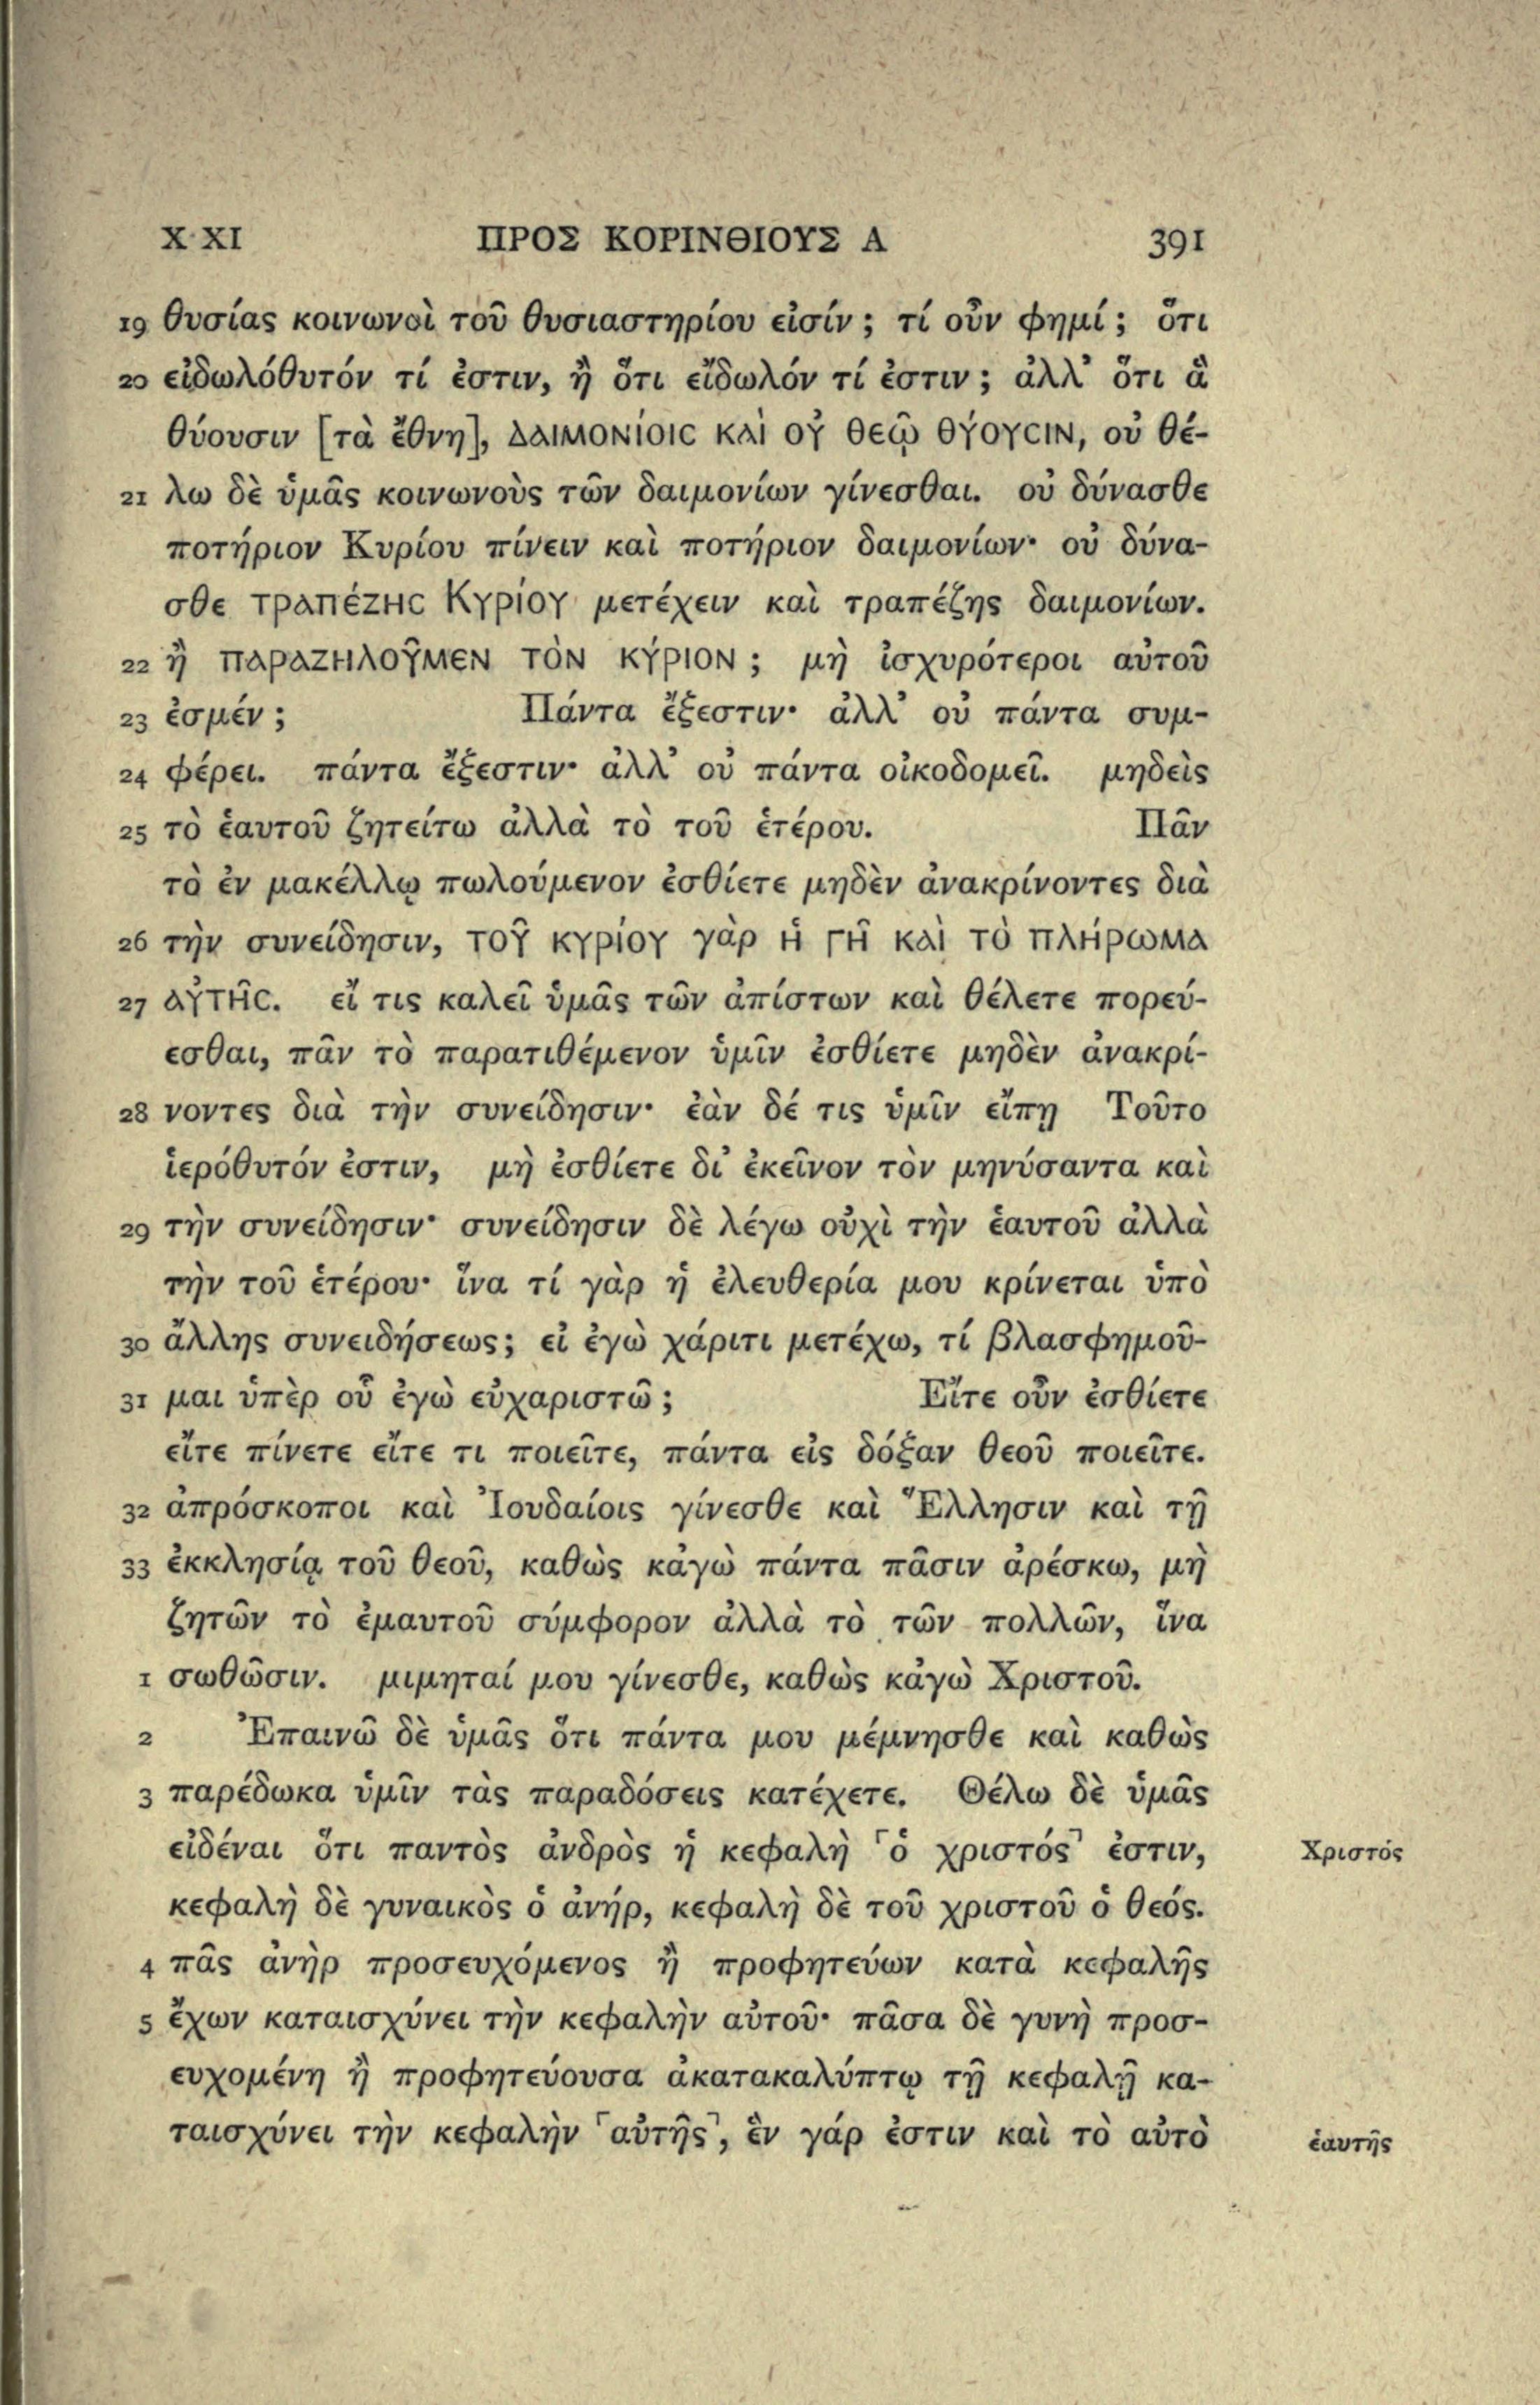 X·XI ΠΡΟΣ ΚΟΡΙΝΘΙΟΥΣ Α 391
19 θυσίας κοινωνοὶ τοῦ θυσιαστηρίου εἰσίν; τί οὖν φημί; ὅτι
20 εἰδωλόθυτόν τί ἐστιν, ἢ ὅτι εἴδωλόν τί ἐστιν; ἀλλ᾽ ὅτι ἃ
θύουσιν [τὰ ἔθνη], ΔΑΙΜΟΝΊΟΙϹ ΚΑῚ ΟΥ̓ ΘΕῷ ΘΎΟΥϹΙΝ, οὐ θέ-
21 λω δὲ ὑμᾶς κοινωνοὺς τῶν δαιμονίων γίνεσθαι. οὐ δύνασθε
ποτήριον Κυρίου πίνειν καὶ ποτήριον δαιμονίων· οὐ δύνα-
σθε ΤΡΑΠΈΖΗϹ ΚΥΡΊΟΥ μετέχειν καὶ τραπέζης δαιμονίων.
22 ἢ ΠΑΡΑΖΗΛΟῦΜΕΝ ΤῸΝ ΚΎΡΙΟΝ; μὴ ἰσχυρότεροι αὐτοῦ
23 ἐσμέν; Πάντα ἔξεστιν· ἀλλ᾽ οὐ πάντα συμ-
24 φέρει. πάντα ἔξεστιν· ἀλλ᾽ οὐ πάντα οἰκοδομεῖ. μηδεὶς
25 τὸ ἑαυτοῦ ζητείτω ἀλλὰ τὸ τοῦ ἑτέρου. Πᾶν
τὸ ἐν μακέλλῳ πωλούμενον ἐσθίετε μηδὲν ἀνακρίνοντες διὰ
26 τὴν συνείδησιν, ΤΟῦ ΚΥΡΊΟΥ γὰρ Ἡ Γῆ ΚΑῚ ΤῸ ΠΛΉΡΩΜΑ
27 ΑΥ̓ΤῆϹ. εἴ τις καλεῖ ὑμᾶς τῶν ἀπίστων καὶ θέλετε πορεύ-
εσθαι, πᾶν τὸ παρατιθέμενον ὑμῖν ἐσθίετε μηδὲν ἀνακρί-
28 νοντες διὰ τὴν συνείδησιν· ἐὰν δέ τις ὑμῖν εἴπῃ Τοῦτο
ἱερόθυτόν ἐστιν, μὴ ἐσθίετε δι᾽ ἐκεῖνον τὸν μηνύσαντα καὶ
29 τὴν συνείδησιν· συνείδησιν δὲ λέγω οὐχὶ τὴν ἑαυτοῦ ἀλλὰ
τὴν τοῦ ἑτέρου· ἵνα τί γὰρ ἡ ἐλευθερία μου κρίνεται ὑπὸ
30 ἄλλης συνειδήσεως; εἰ ἐγὼ χάριτι μετέχω, τί βλασφημοῦ-
31 μαι ὑπὲρ οὗ ἐγὼ εὐχαριστῶ; Εἴτε οὖν ἐσθίετε
εἴτε πίνετε εἴτε τι ποιεῖτε, πάντα εἰς δόξαν θεοῦ ποιεῖτε.
32 ἀπρόσκοποι καὶ Ἰουδαίοις γίνεσθε καὶ Ἕλλησιν καὶ τῇ
33 ἐκκλησίᾳ τοῦ θεοῦ, καθὼς κἀγὼ πάντα πᾶσιν ἀρέσκω, μὴ
ζητῶν τὸ ἐμαυτοῦ σύμφορον ἀλλὰ τὸ τῶν πολλῶν, ἵνα
1 σωθῶσιν. μιμηταί μου γίνεσθε, καθὼς κἀγὼ Χριστοῦ.
2 Ἐπαινῶ δὲ ὑμᾶς ὅτι πάντα μου μέμνησθε καὶ καθὼς
3 παρέδωκα ὑμῖν τὰς παραδόσεις κατέχετε. Θέλω δὲ ὑμᾶς
εἰδέναι ὅτι παντὸς ἀνδρὸς ἡ κεφαλὴ ⸢ὁ χριστός⸣ ἐστιν, Χριστός
κεφαλὴ δὲ γυναικὸς ὁ ἀνήρ, κεφαλὴ δὲ τοῦ χριστοῦ ὁ θεός.
4 πᾶς ἀνὴρ προσευχόμενος ἢ προφητεύων κατὰ κεφαλῆς
5 ἔχων καταισχύνει τὴν κεφαλὴν αὐτοῦ· πᾶσα δὲ γυνὴ προσ-
ευχομένη ἢ προφητεύουσα ἀκατακαλύπτῳ τῇ κεφαλῇ κα-
ταισχύνει τὴν κεφαλὴν ⸢αὐτῆς⸣, ἓν γάρ ἐστιν καὶ τὸ αὐτὸ ἑαυτῆς